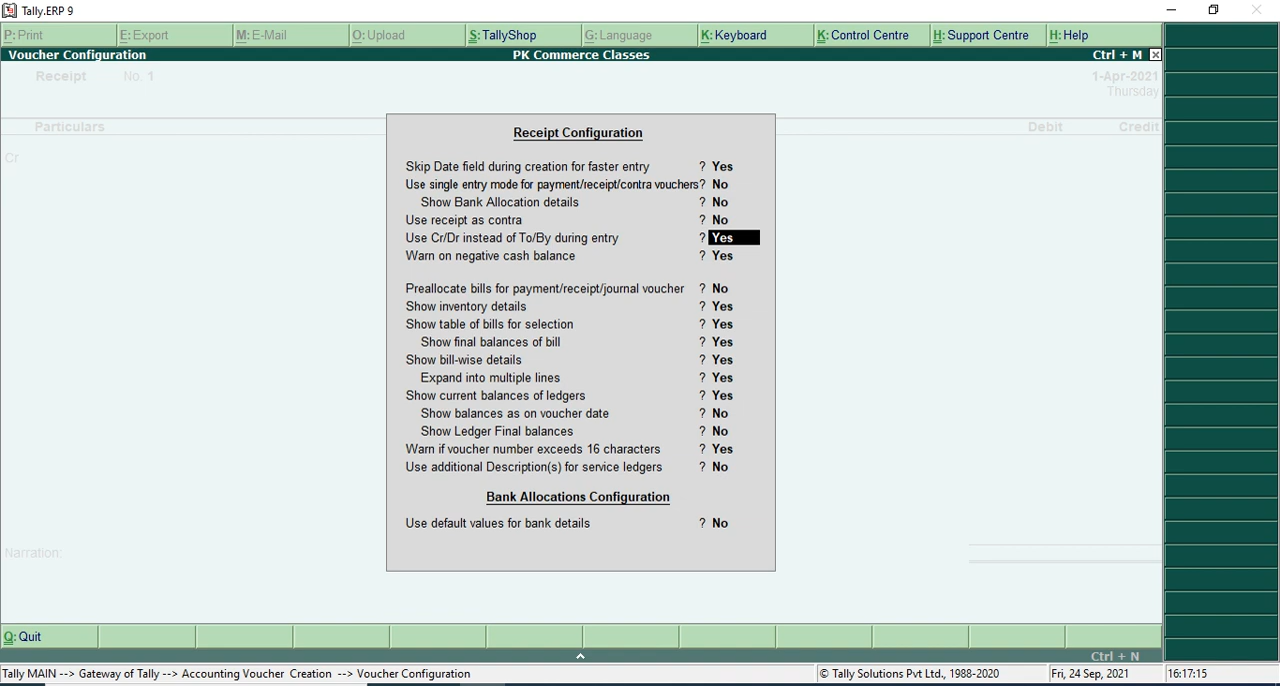 Tally.ERP 9
P: Print E: Export M: E-Mail O: Upload S: TallyShop G: Language K: Keyboard K: Control Centre H: Support Centre H: Help
Voucher Configuration PK Commerce Classes Ctrl + M
Receipt No. 1 1-Apr-2021
Thursday
Particulars Debit Credit
Cr
Receipt Configuration
Skip Date field during creation for faster entry ? Yes
Use single entry mode for payment/receipt/contra vouchers? No
Show Bank Allocation details ? No
Use receipt as contra ? No
Use Cr/Dr instead of To/By during entry ? Yes
Warn on negative cash balance ? Yes
Preallocate bills for payment/receipt/journal voucher ? No
Show inventory details ? Yes
Show table of bills for selection ? Yes
Show final balances of bill ? Yes
Show bill-wise details ? Yes
Expand into multiple lines ? Yes
Show current balances of ledgers ? Yes
Show balances as on voucher date ? No
Show Ledger Final balances ? No
Warn if voucher number exceeds 16 characters ? Yes
Use additional Description(s) for service ledgers ? No
Bank Allocations Configuration
Use default values for bank details ? No
Narration:
Q: Quit
Ctrl + N
Tally MAIN --> Gateway of Tally --> Accounting Voucher Creation --> Voucher Configuration © Tally Solutions Pvt Ltd., 1988-2020 Fri, 24 Sep, 2021 16:17:15